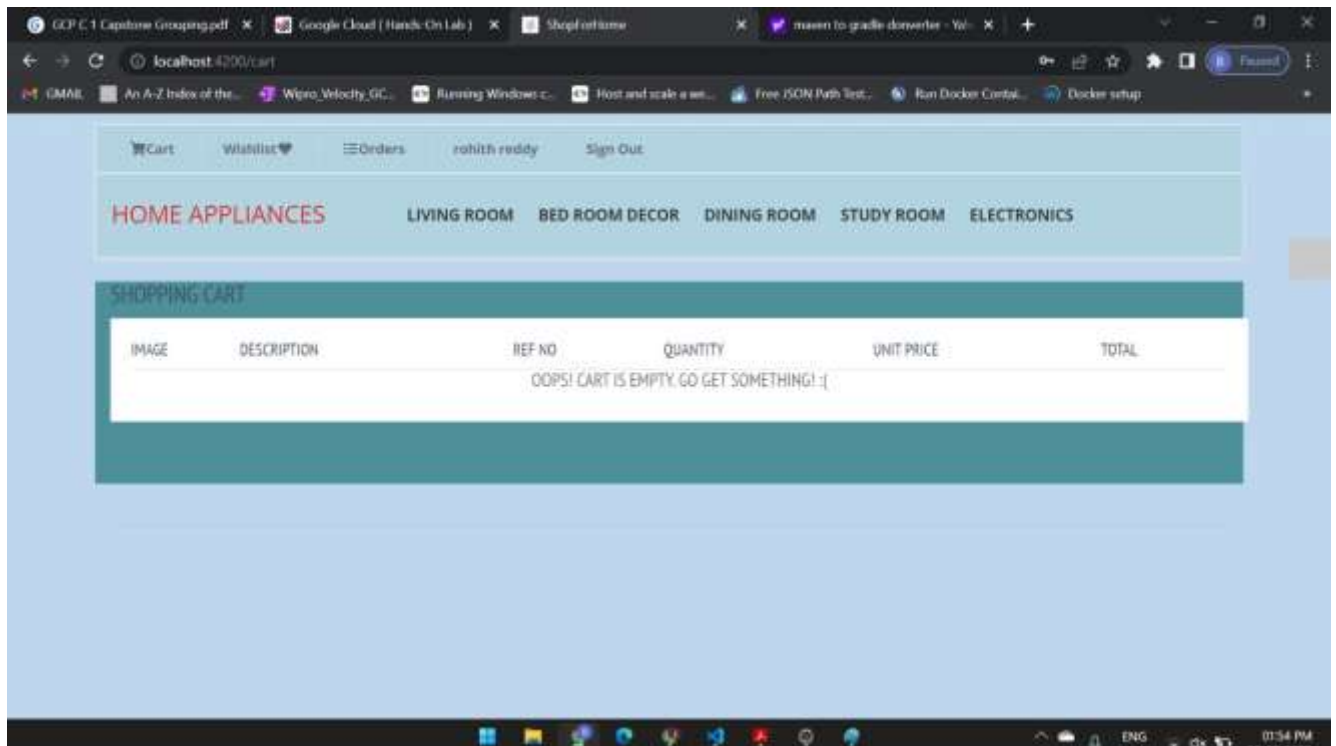 GCP C 1 Capstone Grouping.pdf
Google Cloud ( Hands-On Lab )
ShopForHome
maven to gradle donverter - Yah
localhost:4200/cart
Paused
GMAIL
An A-Z Index of the...
Wipro_Velocity_GC...
Running Windows c...
Host and scale a we...
Free JSON Path Test...
Run Docker Contai...
Docker setup
Cart Wishlist Orders rohith reddy Sign Out
HOME APPLIANCES LIVING ROOM BED ROOM DECOR DINING ROOM STUDY ROOM ELECTRONICS
SHOPPING CART
IMAGE DESCRIPTION REF NO QUANTITY UNIT PRICE TOTAL
OOPS! CART IS EMPTY. GO GET SOMETHING! :(
ENG 01:54 PM